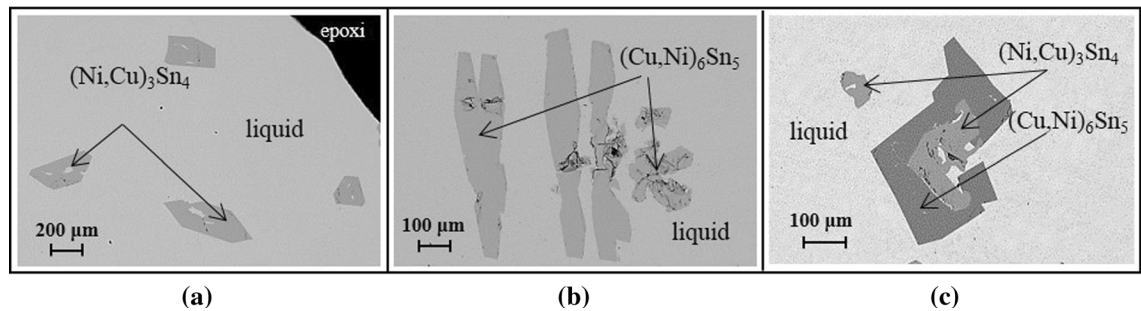 epoxi
(Ni,Cu)₃Sn₄
liquid
200 µm
(a)
(Cu,Ni)₆Sn₅
100 µm
liquid
(b)
(Ni,Cu)₃Sn₄
(Cu,Ni)₆Sn₅
liquid
100 µm
(c)